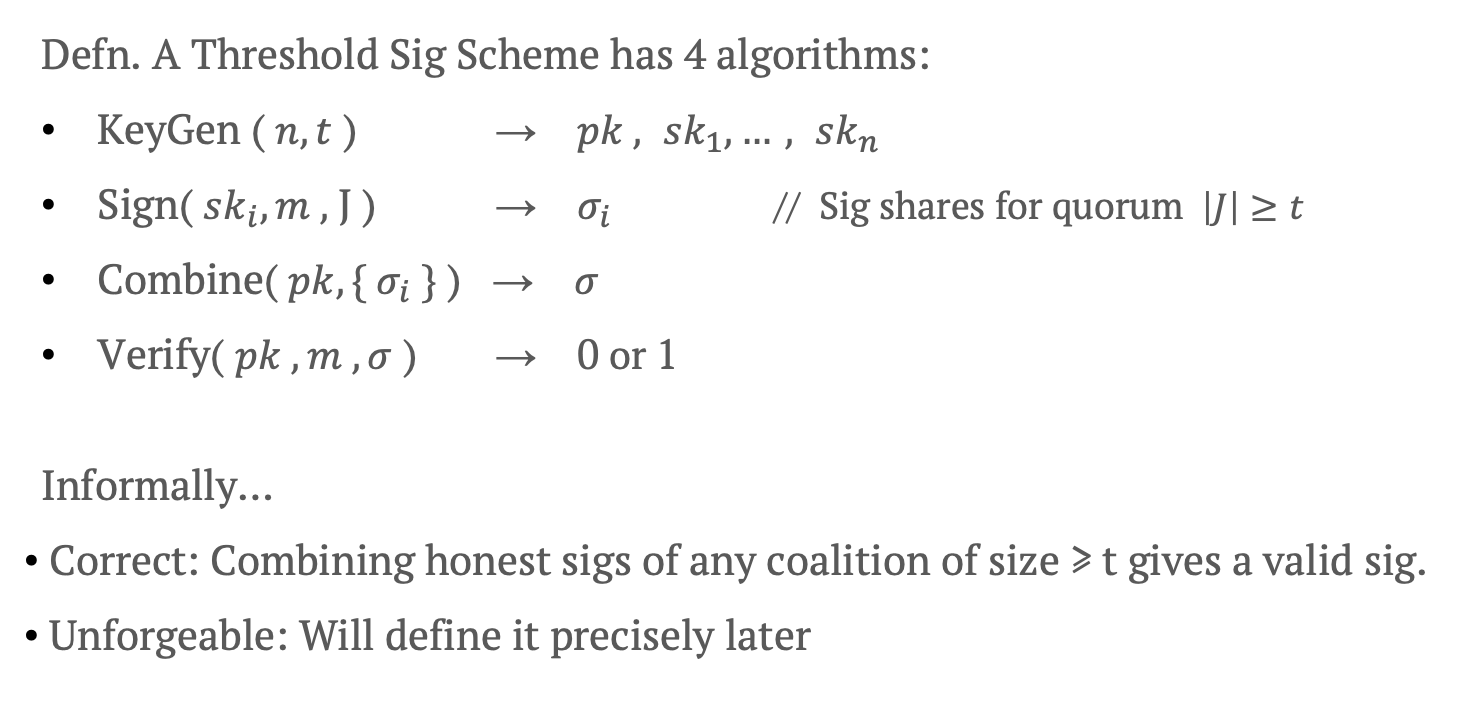 Defn. A Threshold Sig Scheme has 4 algorithms:
• KeyGen ( n, t ) → pk , sk₁, … , skₙ
• Sign( skᵢ, m , J ) → σᵢ // Sig shares for quorum |J| ≥ t
• Combine( pk, { σᵢ } ) → σ
• Verify( pk , m , σ ) → 0 or 1
Informally…
• Correct: Combining honest sigs of any coalition of size ⩾ t gives a valid sig.
• Unforgeable: Will define it precisely later